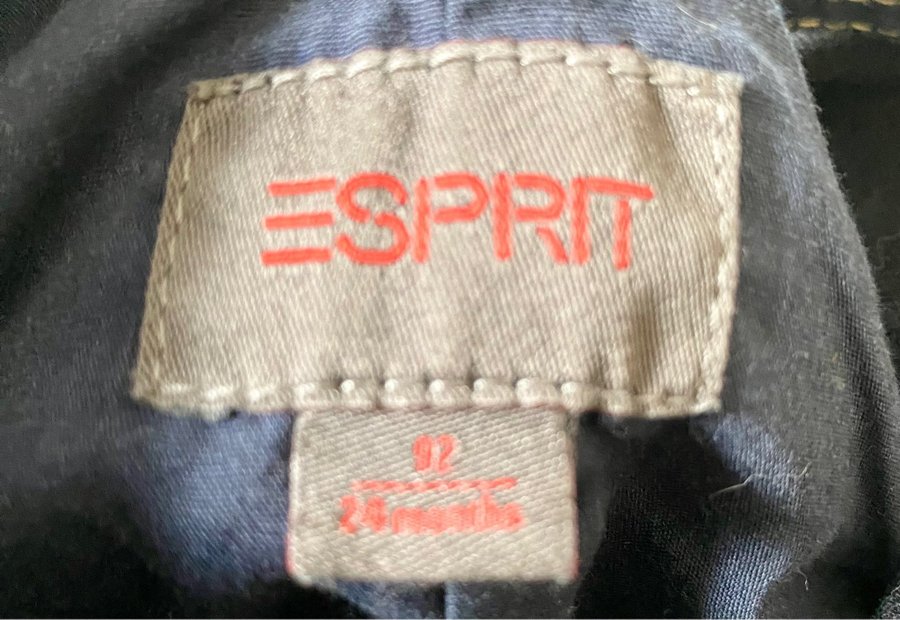 ESPRIT
92
24 months